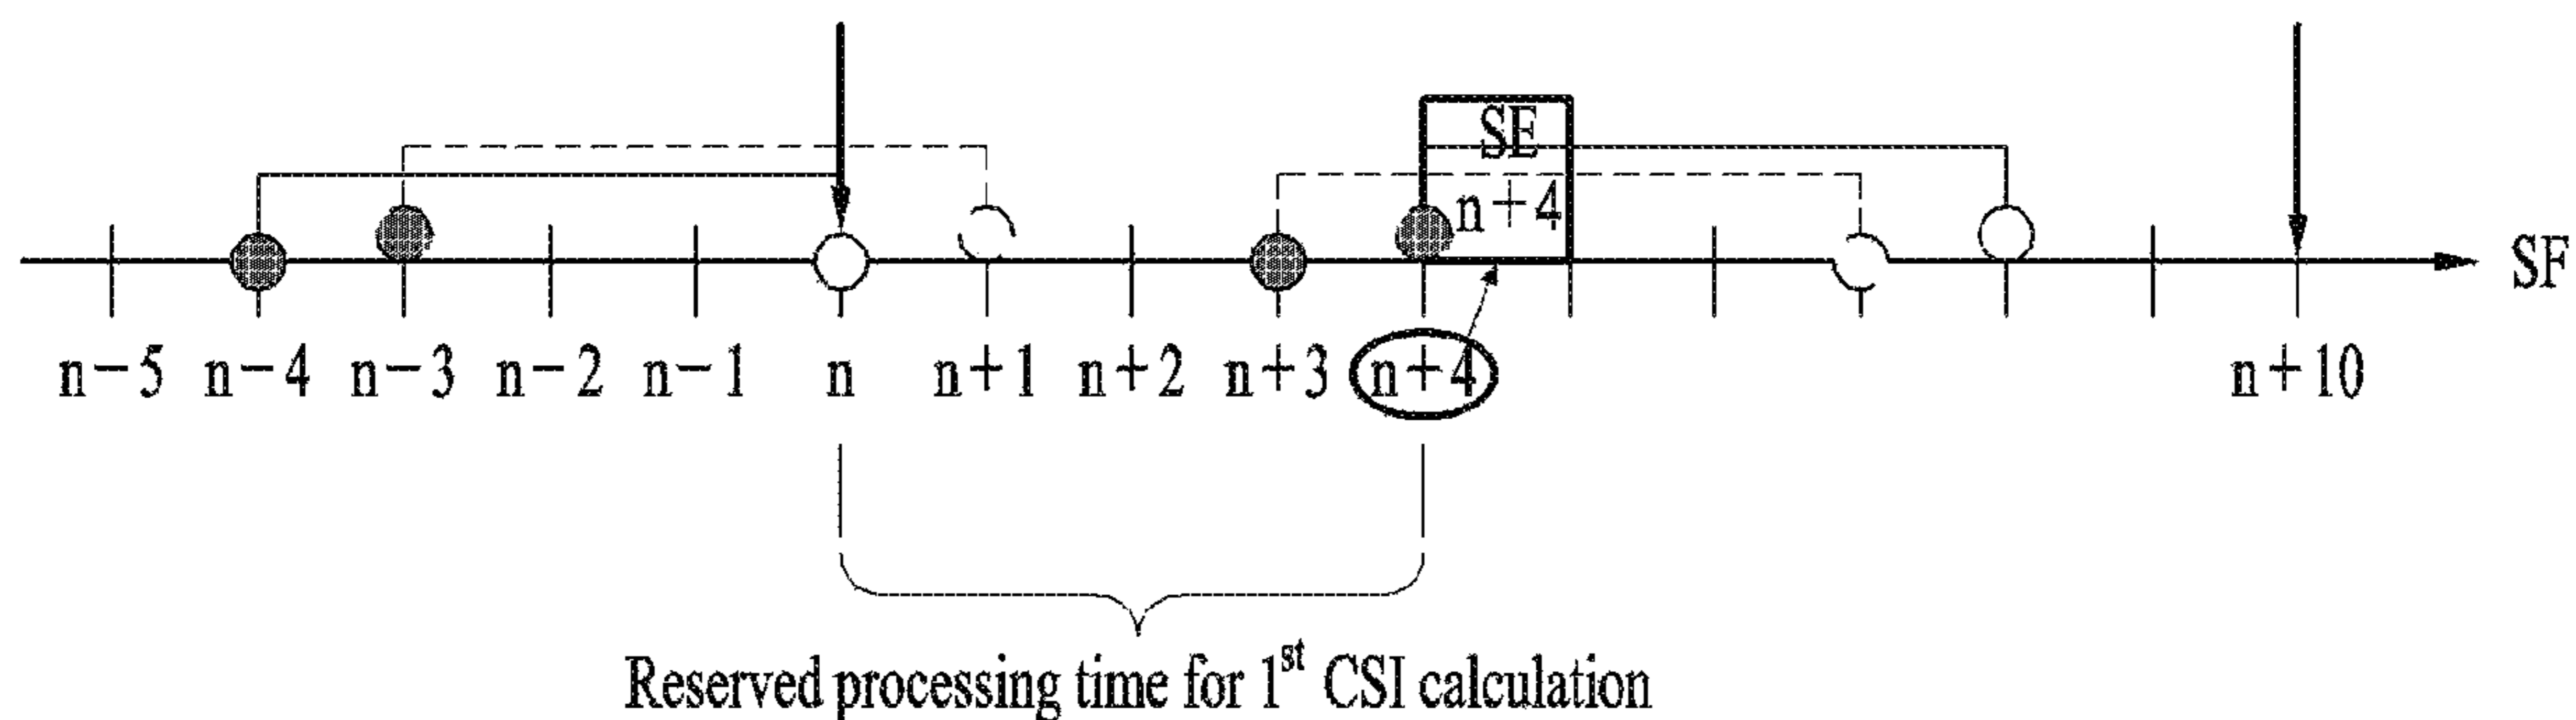 SE
n+4
SF
n−5 n−4 n−3 n−2 n−1 n n+1 n+2 n+3 n+4 n+10
Reserved processing time for 1st CSI calculation